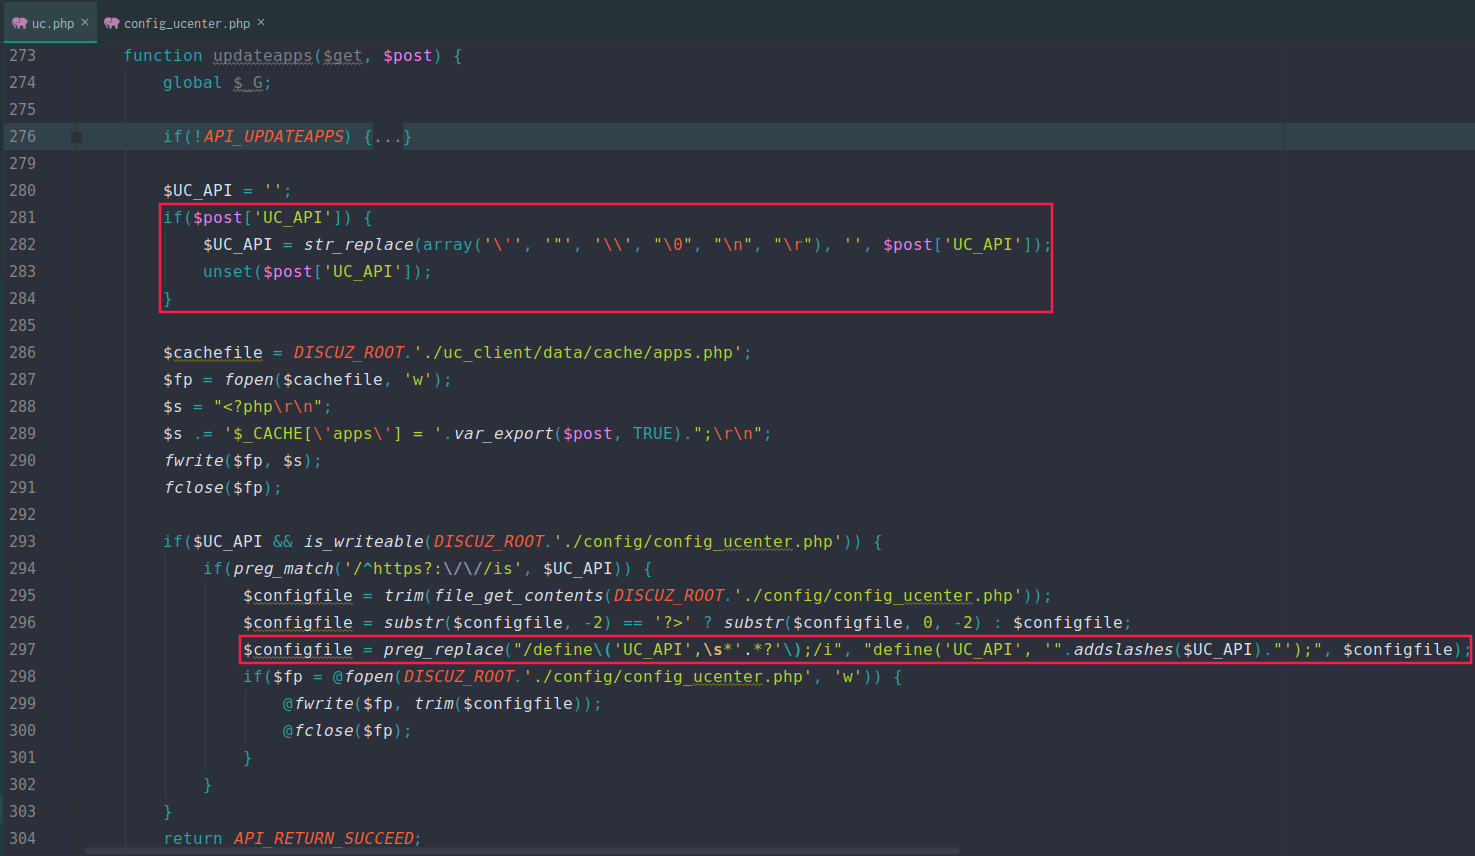 uc.php × config_ucenter.php ×
273 function updateapps($get, $post) {
274 global $_G;
275
276 if(!API_UPDATEAPPS) {...}
279
280 $UC_API = '';
281 if($post['UC_API']) {
282 $UC_API = str_replace(array('\'', '"', '\\', "\0", "\n", "\r"), '', $post['UC_API']);
283 unset($post['UC_API']);
284 }
285
286 $cachefile = DISCUZ_ROOT.'./uc_client/data/cache/apps.php';
287 $fp = fopen($cachefile, 'w');
288 $s = "<?php\r\n";
289 $s .= '$_CACHE[\'apps\'] = '.var_export($post, TRUE).";\r\n";
290 fwrite($fp, $s);
291 fclose($fp);
292
293 if($UC_API && is_writeable(DISCUZ_ROOT.'./config/config_ucenter.php')) {
294 if(preg_match('/^https?:\/\//is', $UC_API)) {
295 $configfile = trim(file_get_contents(DISCUZ_ROOT.'./config/config_ucenter.php'));
296 $configfile = substr($configfile, -2) == '?>' ? substr($configfile, 0, -2) : $configfile;
297 $configfile = preg_replace("/define\('UC_API',\s*'.*?'\);/i", "define('UC_API', '".addslashes($UC_API)."');", $configfile);
298 if($fp = @fopen(DISCUZ_ROOT.'./config/config_ucenter.php', 'w')) {
299 @fwrite($fp, trim($configfile));
300 @fclose($fp);
301 }
302 }
303 }
304 return API_RETURN_SUCCEED;